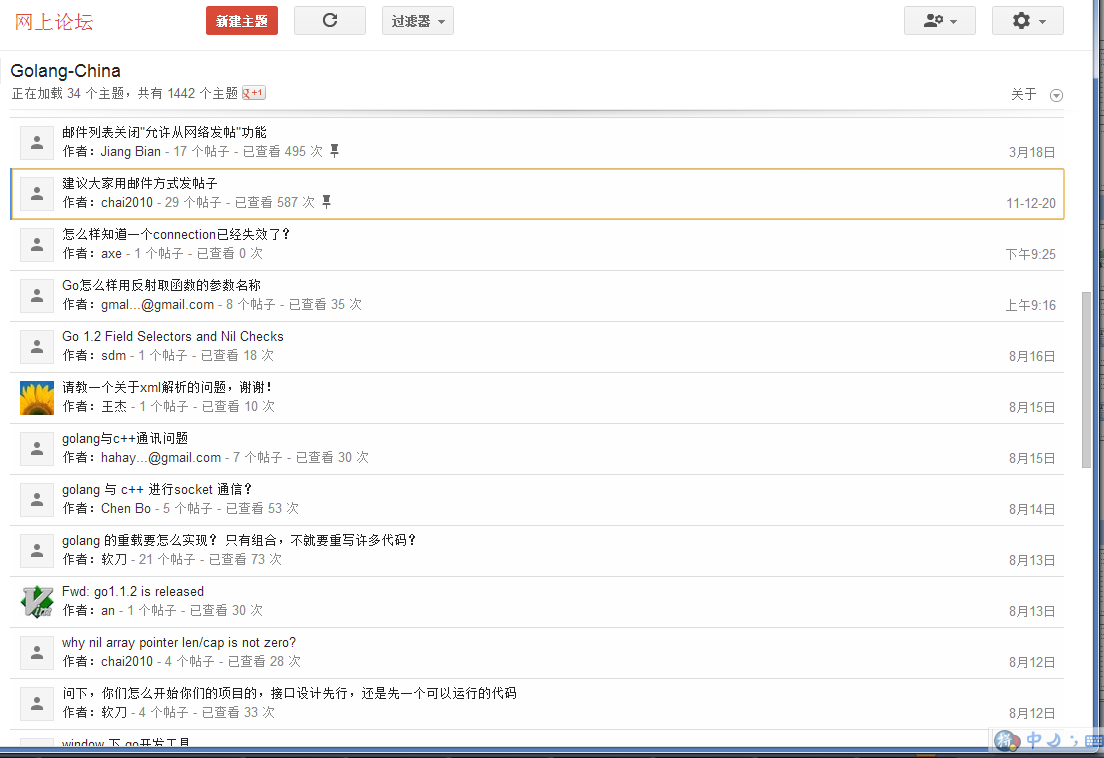 网上论坛 新建主题 过滤器
Golang-China
正在加载 34 个主题，共有 1442 个主题 +1 关于
邮件列表关闭"允许从网络发帖"功能
作者：Jiang Bian - 17 个帖子 - 已查看 495 次 3月18日
建议大家用邮件方式发帖子
作者：chai2010 - 29 个帖子 - 已查看 587 次 11-12-20
怎么样知道一个connection已经失效了？
作者：axe - 1 个帖子 - 已查看 0 次 下午9:25
Go怎么样用反射取函数的参数名称
作者：gmal...@gmail.com - 8 个帖子 - 已查看 35 次 上午9:16
Go 1.2 Field Selectors and Nil Checks
作者：sdm - 1 个帖子 - 已查看 18 次 8月16日
请教一个关于xml解析的问题，谢谢！
作者：王杰 - 1 个帖子 - 已查看 10 次 8月15日
golang与c++通讯问题
作者：hahay...@gmail.com - 7 个帖子 - 已查看 30 次 8月15日
golang 与 c++ 进行socket 通信？
作者：Chen Bo - 5 个帖子 - 已查看 53 次 8月14日
golang 的重载要怎么实现？ 只有组合，不就要重写许多代码？
作者：软刀 - 21 个帖子 - 已查看 73 次 8月13日
Fwd: go1.1.2 is released
作者：an - 1 个帖子 - 已查看 30 次 8月13日
why nil array pointer len/cap is not zero?
作者：chai2010 - 4 个帖子 - 已查看 28 次 8月12日
问下，你们怎么开始你们的项目的，接口设计先行，还是先一个可以运行的代码
作者：软刀 - 4 个帖子 - 已查看 33 次 8月12日
window 下 go开发工具
中